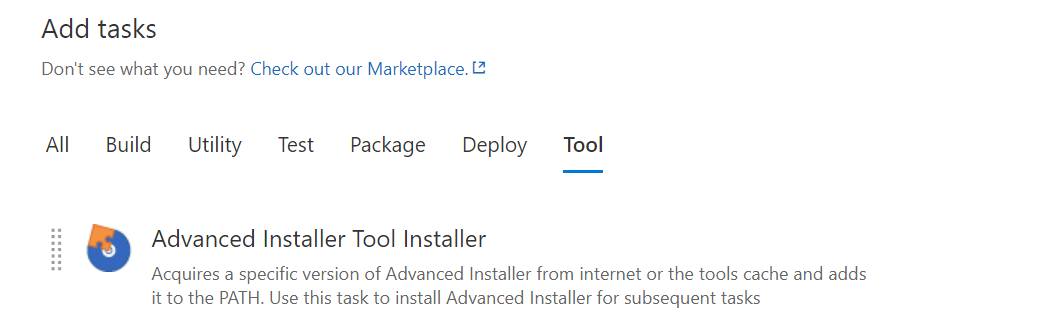 Add tasks
Don't see what you need? Check out our Marketplace.
All Build Utility Test Package Deploy Tool
Advanced Installer Tool Installer
Acquires a specific version of Advanced Installer from internet or the tools cache and adds
it to the PATH. Use this task to install Advanced Installer for subsequent tasks